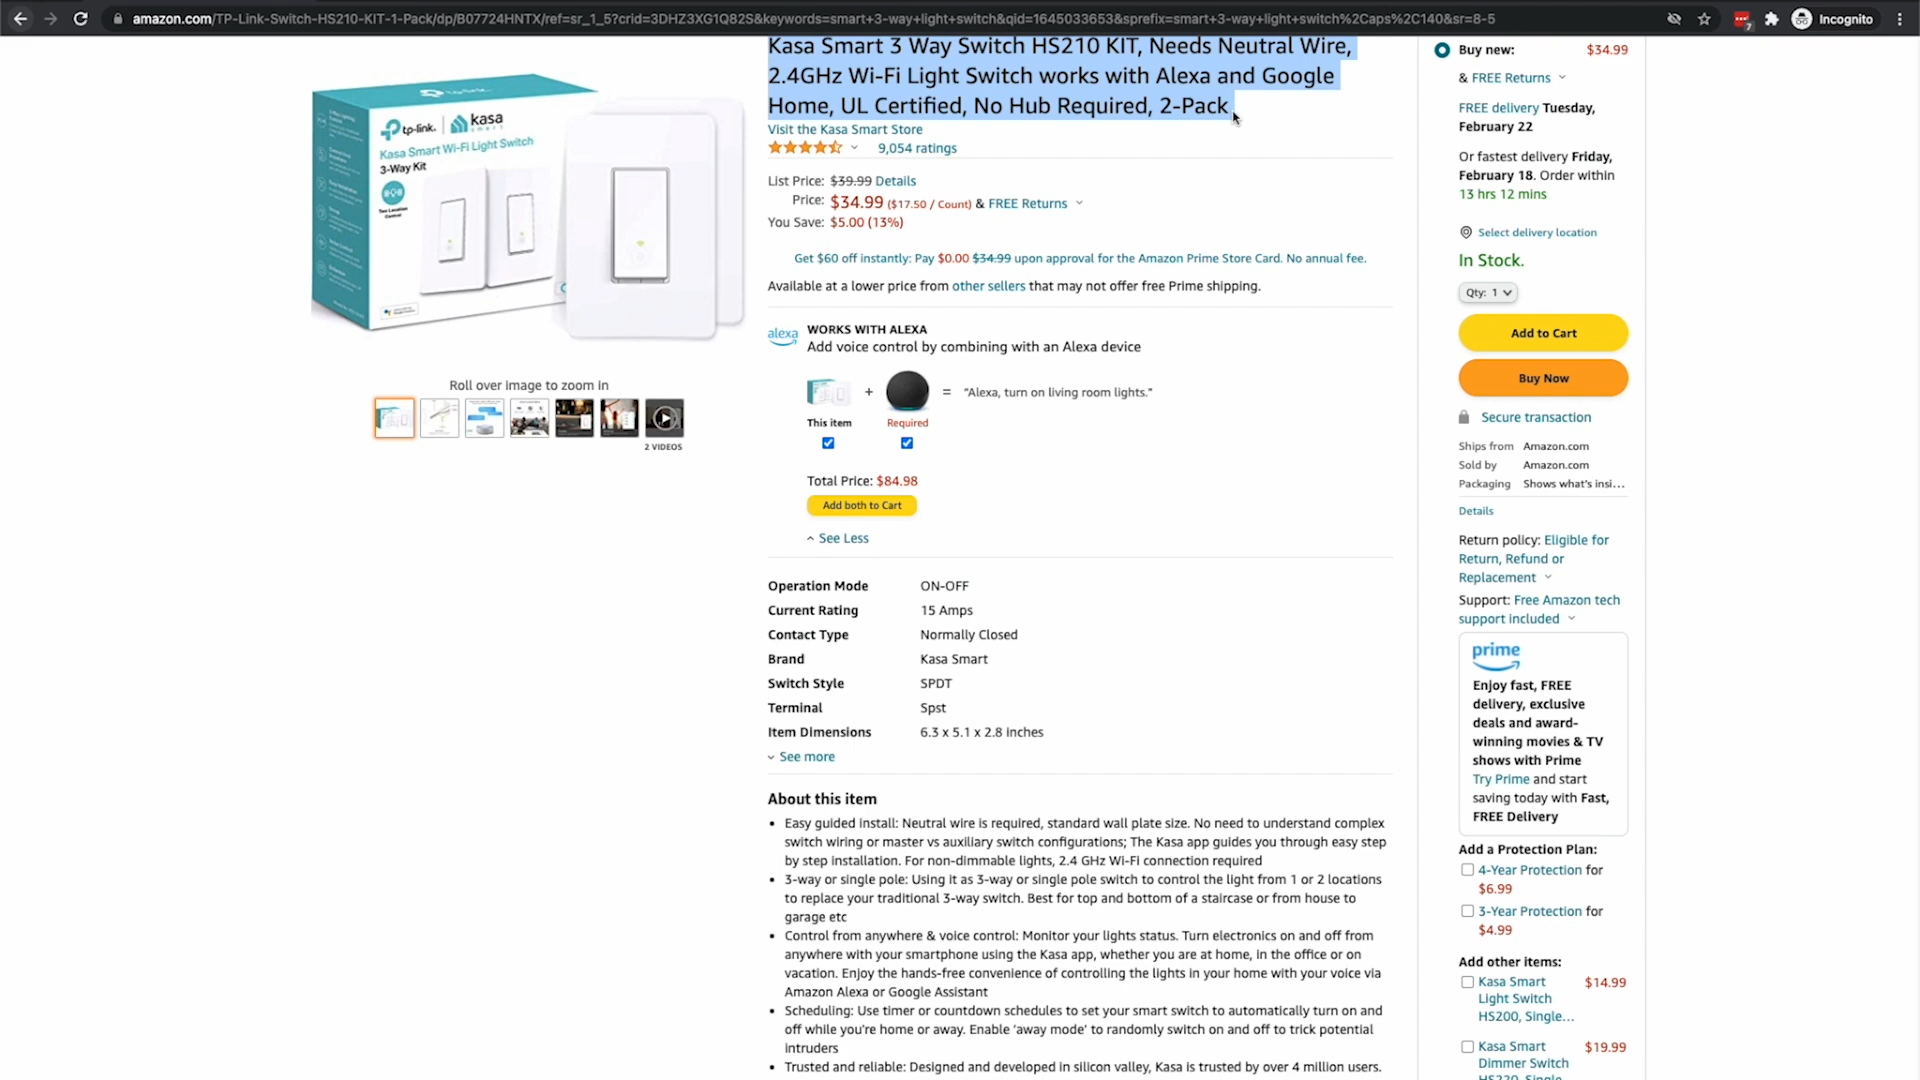 amazon.com/TP-Link-Switch-HS210-KIT-1-Pack/dp/B07724HNTX/ref=sr_1_5?crid=3DHZ3XG1Q82S&keywords=smart+3-way+light+switch&qid=1645033653&sprefix=smart+3-way+light+switch%2Caps%2C140&sr=8-5
7
Incognito
Kasa Smart 3 Way Switch HS210 KIT, Needs Neutral Wire,
2.4GHz Wi-Fi Light Switch works with Alexa and Google
Home, UL Certified, No Hub Required, 2-Pack
Visit the Kasa Smart Store
9,054 ratings
List Price: $39.99 Details
Price: $34.99 ($17.50 / Count) & FREE Returns
You Save: $5.00 (13%)
Get $60 off instantly: Pay $0.00 $34.99 upon approval for the Amazon Prime Store Card. No annual fee.
Available at a lower price from other sellers that may not offer free Prime shipping.
tp-link
tp-link. kasa
smart
Kasa Smart Wi-Fi Light Switch
3-Way Kit
Two Location
Control
Roll over image to zoom in
2 VIDEOS
alexa WORKS WITH ALEXA
Add voice control by combining with an Alexa device
+ = "Alexa, turn on living room lights."
This item Required
Total Price: $84.98
Add both to Cart
See Less
Operation Mode ON-OFF
Current Rating 15 Amps
Contact Type Normally Closed
Brand Kasa Smart
Switch Style SPDT
Terminal Spst
Item Dimensions 6.3 x 5.1 x 2.8 inches
See more
About this item
• Easy guided install: Neutral wire is required, standard wall plate size. No need to understand complex
switch wiring or master vs auxiliary switch configurations; The Kasa app guides you through easy step
by step installation. For non-dimmable lights, 2.4 GHz Wi-Fi connection required
• 3-way or single pole: Using it as 3-way or single pole switch to control the light from 1 or 2 locations
to replace your traditional 3-way switch. Best for top and bottom of a staircase or from house to
garage etc
• Control from anywhere & voice control: Monitor your lights status. Turn electronics on and off from
anywhere with your smartphone using the Kasa app, whether you are at home, in the office or on
vacation. Enjoy the hands-free convenience of controlling the lights in your home with your voice via
Amazon Alexa or Google Assistant
• Scheduling: Use timer or countdown schedules to set your smart switch to automatically turn on and
off while you're home or away. Enable 'away mode' to randomly switch on and off to trick potential
intruders
• Trusted and reliable: Designed and developed in silicon valley, Kasa is trusted by over 4 million users.
Buy new: $34.99
& FREE Returns
FREE delivery Tuesday,
February 22
Or fastest delivery Friday,
February 18. Order within
13 hrs 12 mins
Select delivery location
In Stock.
Qty: 1
Add to Cart
Buy Now
Secure transaction
Ships from Amazon.com
Sold by Amazon.com
Packaging Shows what's insi...
Details
Return policy: Eligible for
Return, Refund or
Replacement
Support: Free Amazon tech
support included
prime
Enjoy fast, FREE
delivery, exclusive
deals and award-
winning movies & TV
shows with Prime
Try Prime and start
saving today with Fast,
FREE Delivery
Add a Protection Plan:
4-Year Protection for
$6.99
3-Year Protection for
$4.99
Add other items:
Kasa Smart $14.99
Light Switch
HS200, Single...
Kasa Smart $19.99
Dimmer Switch
HS220, Single